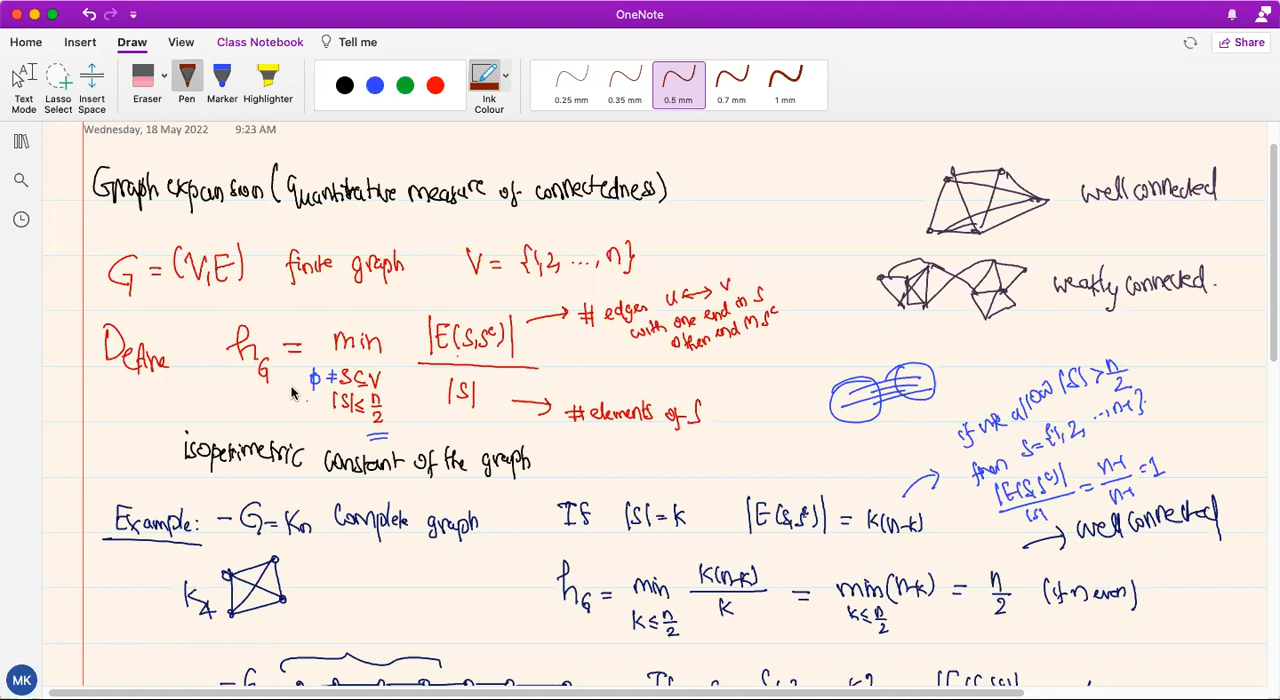 OneNote
Home Insert Draw View Class Notebook Tell me
Share
Text Mode
Lasso Select
Insert Space
Eraser
Pen
Marker
Highlighter
Ink Colour
0.25 mm
0.35 mm
0.5 mm
0.7 mm
1 mm
Wednesday, 18 May 2022 9:23 AM
Graph expansion (Quantitative measure of connectedness)
well connected
G = (V,E) finite graph V = {1,2, ..., n}
weakly connected.
Define h_G = min |E(S,S^c)| / |S|
ϕ ≠ S ⊆ V
|S| ≤ n/2
→ # edges u ↔ v
with one end in S
other end in S^c
→ # elements of S
isoperimetric constant of the graph
if we allow |S| > n/2
then S = {1,2, ..., n-1}
|E(S,S^c)| / |S| = n-1 / n-1 = 1
Example: - G = K_n complete graph If |S| = k |E(S,S^c)| = k(n-k)
→ well connected
K_4
h_G = min k(n-k) / k = min (n-k) = n/2 (if n even)
k ≤ n/2 k ≤ n/2
- G
If
MK